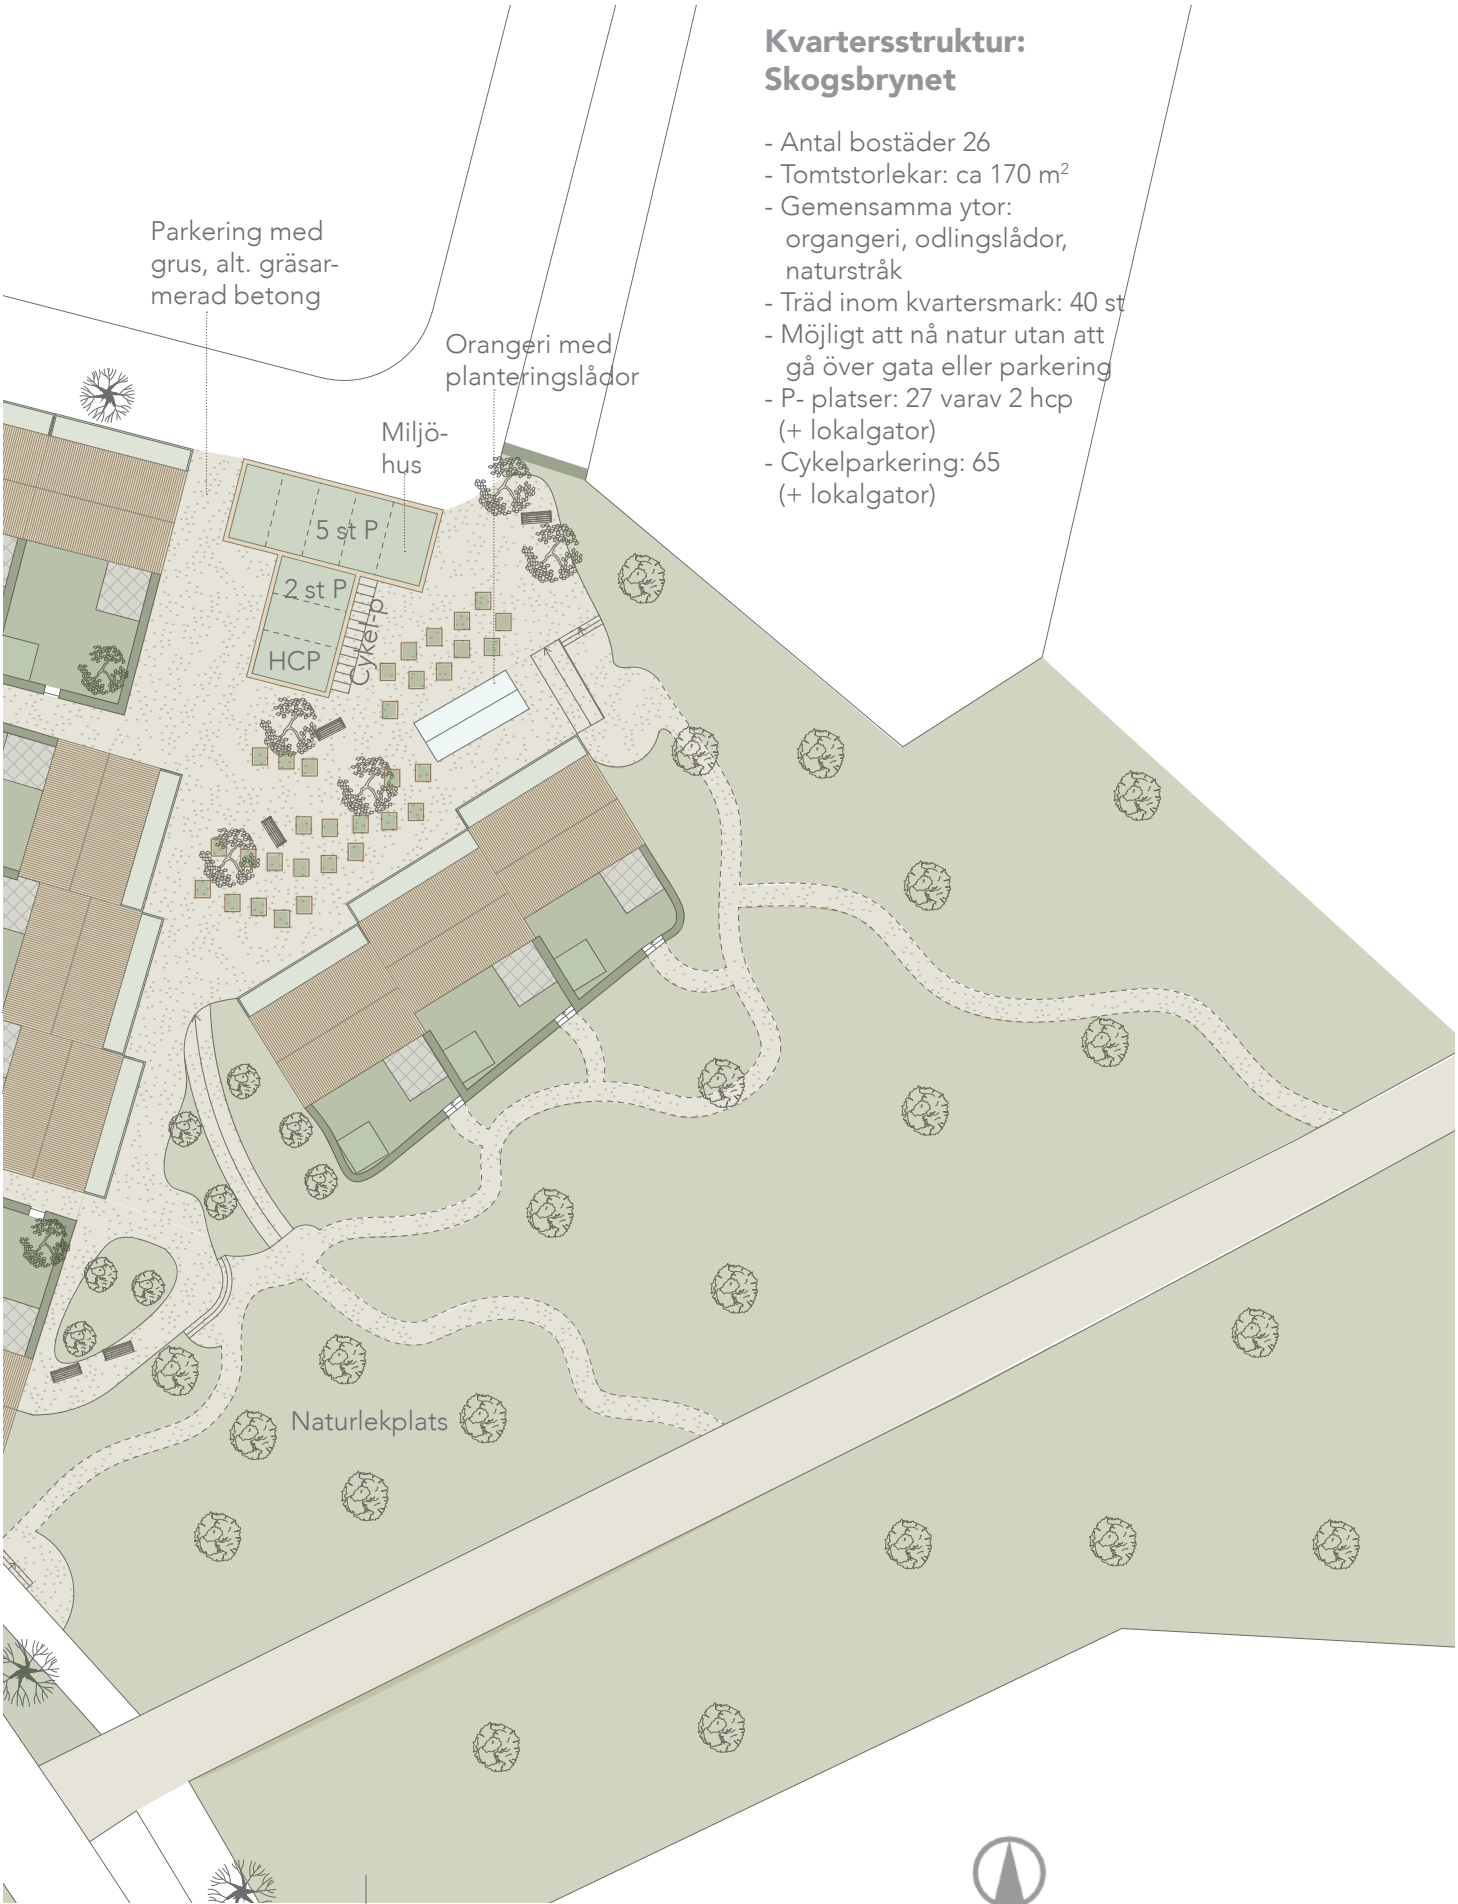 Kvartersstruktur:
Skogsbrynet
- Antal bostäder 26
- Tomtstorlekar: ca 170 m²
- Gemensamma ytor:
organgeri, odlingslådor,
naturstråk
- Träd inom kvartersmark: 40 st
- Möjligt att nå natur utan att
gå över gata eller parkering
- P- platser: 27 varav 2 hcp
(+ lokalgator)
- Cykelparkering: 65
(+ lokalgator)
Parkering med
grus, alt. gräsar-
merad betong
Orangeri med
planteringslådor
Miljö-
hus
5 st P
2 st P
HCP
Cykel-p
Naturlekplats